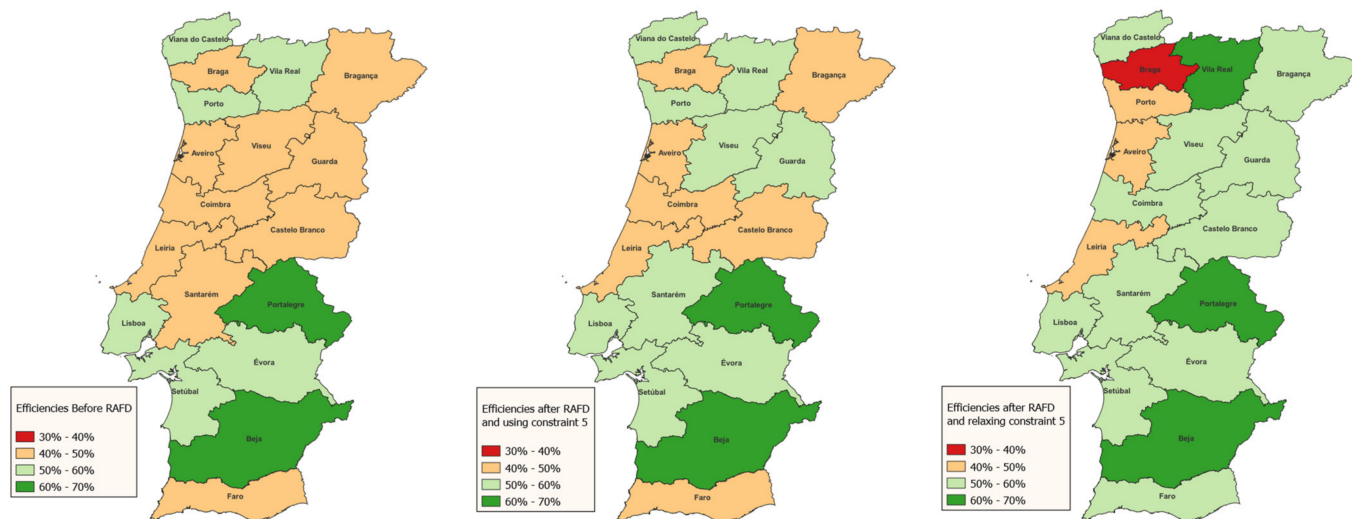 Viana do Castelo
Braga
Vila Real
Bragança
Porto
Aveiro
Viseu
Guarda
Coimbra
Castelo Branco
Leiria
Santarém
Portalegre
Lisboa
Évora
Setúbal
Beja
Faro
Efficiencies Before RAFD
30% - 40%
40% - 50%
50% - 60%
60% - 70%
Viana do Castelo
Braga
Vila Real
Bragança
Porto
Aveiro
Viseu
Guarda
Coimbra
Castelo Branco
Leiria
Santarém
Portalegre
Lisboa
Évora
Setúbal
Beja
Faro
Efficiencies after RAFD
and using constraint 5
30% - 40%
40% - 50%
50% - 60%
60% - 70%
Viana do Castelo
Braga
Vila Real
Bragança
Porto
Aveiro
Viseu
Guarda
Coimbra
Castelo Branco
Leiria
Santarém
Portalegre
Lisboa
Évora
Setúbal
Beja
Faro
Efficiencies after RAFD
and relaxing constraint 5
30% - 40%
40% - 50%
50% - 60%
60% - 70%